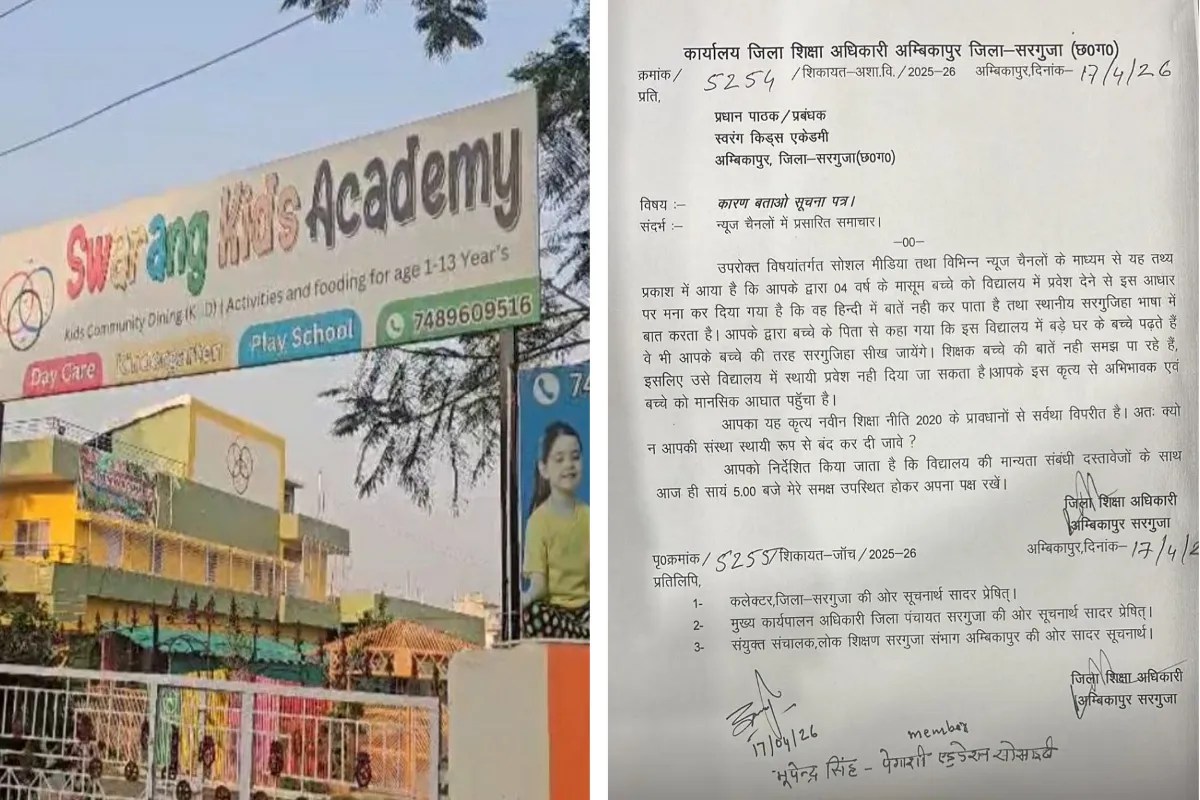 Swarang Kid's Academy
Kids Community Dining (K D) | Activities and fooding for age 1-13 Year's
Day Care
Kindergarten
Play School
7489609516
कार्यालय जिला शिक्षा अधिकारी अम्बिकापुर जिला–सरगुजा (छ0ग0)
क्रमांक/ 5254 /शिकायत–अशा.वि./2025–26 अम्बिकापुर,दिनांक– 17/4/26
प्रति,
प्रधान पाठक/प्रबंधक
स्वरंग किड्स एकेडमी
अम्बिकापुर, जिला–सरगुजा(छ0ग0)
विषय :– कारण बताओ सूचना पत्र।
संदर्भ :– न्यूज चैनलों में प्रसारित समाचार।
–00–
उपरोक्त विषयांतर्गत सोशल मीडिया तथा विभिन्न न्यूज चैनलों के माध्यम से यह तथ्य
प्रकाश में आया है कि आपके द्वारा 04 वर्ष के मासूम बच्चे को विद्यालय में प्रवेश देने से इस आधार
पर मना कर दिया गया है कि वह हिन्दी में बातें नही कर पाता है तथा स्थानीय सरगुजिहा भाषा में
बात करता है। आपके द्वारा बच्चे के पिता से कहा गया कि इस विद्यालय में बड़े घर के बच्चे पढ़ते हैं
वे भी आपके बच्चे की तरह सरगुजिहा सीख जायेंगे। शिक्षक बच्चे की बातें नही समझ पा रहे हैं,
इसलिए उसे विद्यालय में स्थायी प्रवेश नही दिया जा सकता है।आपके इस कृत्य से अभिभावक एवं
बच्चे को मानसिक आघात पहुँचा है।
आपका यह कृत्य नवीन शिक्षा नीति 2020 के प्रावधानों से सर्वथा विपरीत है। अतः क्यो
न आपकी संस्था स्थायी रूप से बंद कर दी जावे ?
आपको निर्देशित किया जाता है कि विद्यालय की मान्यता संबंधी दस्तावेजों के साथ
आज ही सायं 5.00 बजे मेरे समक्ष उपस्थित होकर अपना पक्ष रखें।
जिला शिक्षा अधिकारी
अम्बिकापुर सरगुजा
पृ0क्रमांक/ 5255/शिकायत–जॉच/2025–26 अम्बिकापुर,दिनांक– 17/4/2
प्रतिलिपि,
1- कलेक्टर,जिला–सरगुजा की ओर सूचनार्थ सादर प्रेषित्।
2- मुख्य कार्यपालन अधिकारी जिला पंचायत सरगुजा की ओर सूचनार्थ सादर प्रेषित्।
3- संयुक्त संचालक,लोक शिक्षण सरगुजा संभाग अम्बिकापुर की ओर सादर सूचनार्थ।
जिला शिक्षा अधिकारी
अम्बिकापुर सरगुजा
17/04/26
member
भूपेन्द्र सिंह – पेगाशी एडुकेशन सोसाइटी